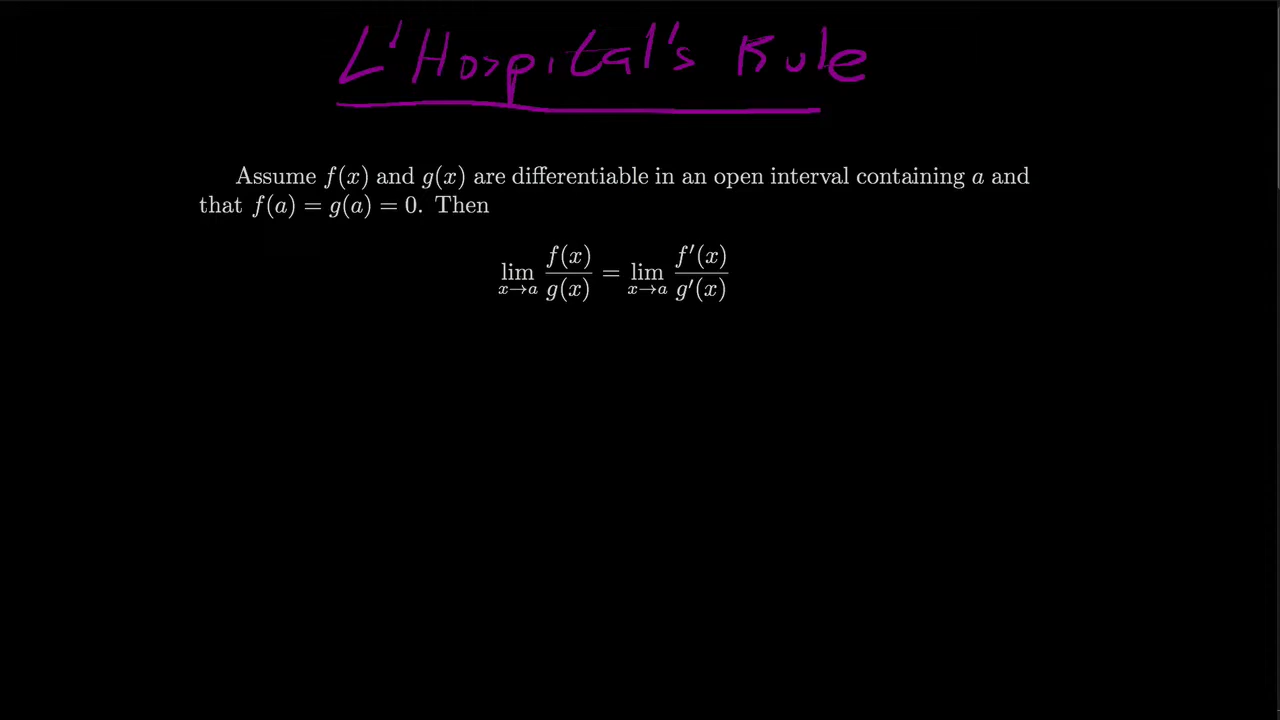 L'Hospital's Rule
Assume f(x) and g(x) are differentiable in an open interval containing a and
that f(a) = g(a) = 0. Then
lim_{x→a} f(x)/g(x) = lim_{x→a} f′(x)/g′(x)